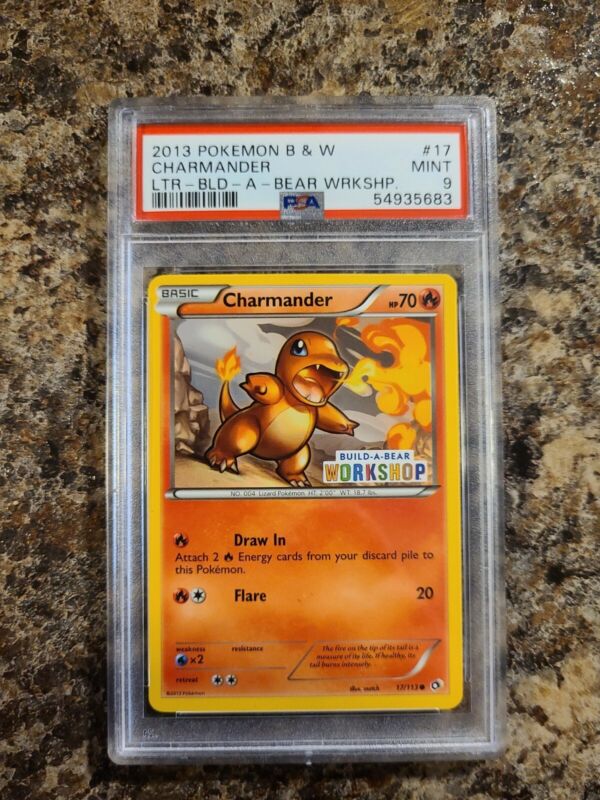 2013 POKEMON B & W #17
CHARMANDER MINT
LTR-BLD-A-BEAR WRKSHP. 9
PSA 54935683
BASIC Charmander HP70
BUILD-A-BEAR
WORKSHOP
NO. 004 Lizard Pokémon HT: 2'00" WT: 18.7 lbs.
Draw In
Attach 2 Energy cards from your discard pile to
this Pokémon.
Flare 20
weakness resistance
×2
retreat
The fire on the tip of its tail is a
measure of its life. If healthy, its
tail burns intensely.
©2013 Pokémon illus. match 17/113